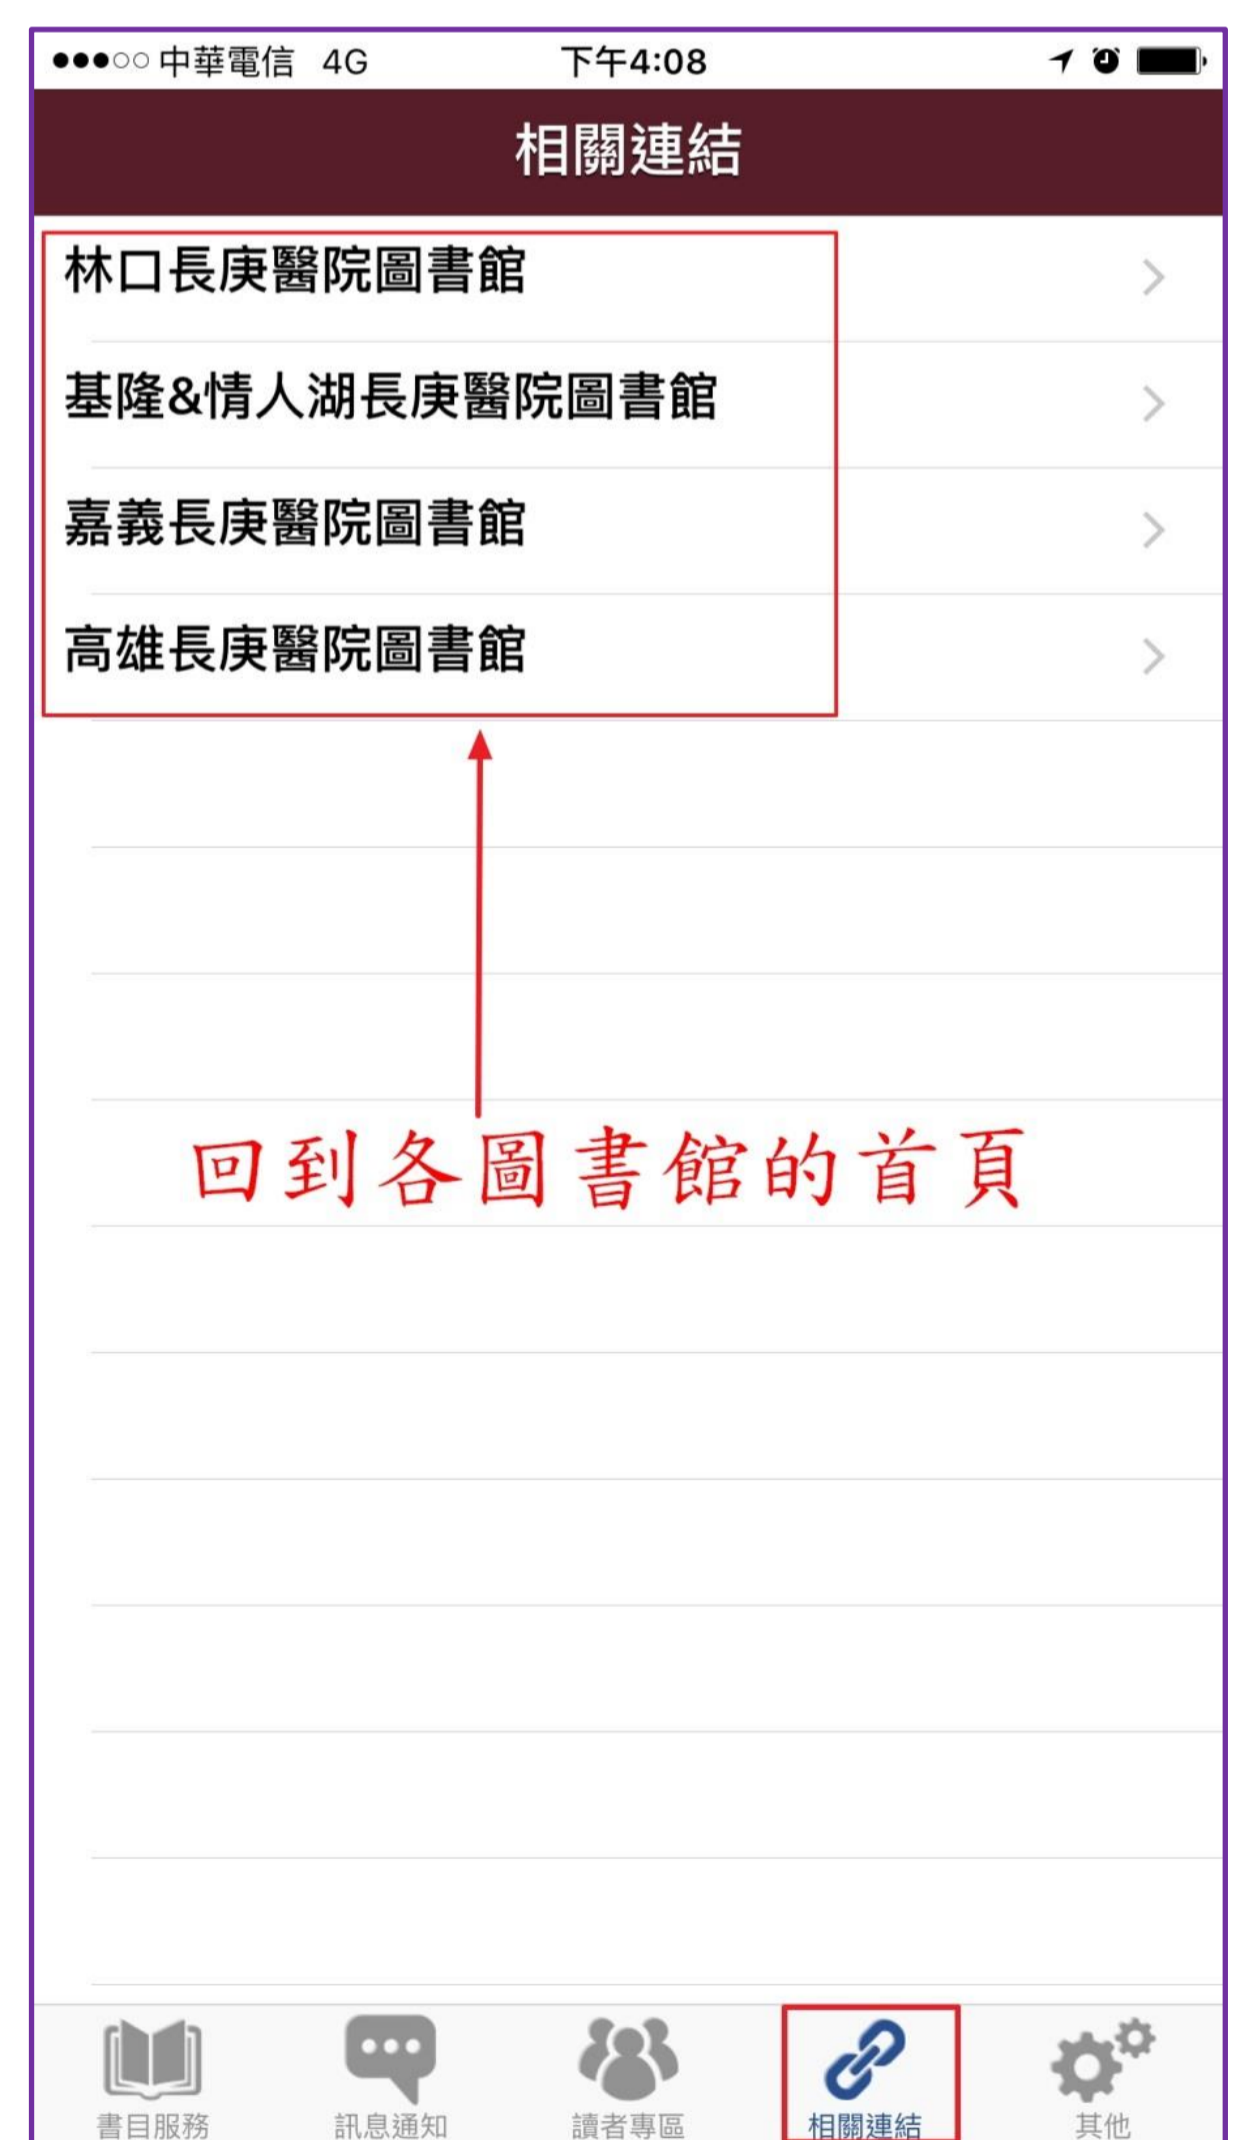 ●●●○○ 中華電信 4G 下午4:08
相關連結
林口長庚醫院圖書館
基隆&情人湖長庚醫院圖書館
嘉義長庚醫院圖書館
高雄長庚醫院圖書館
回到各圖書館的首頁
書目服務 訊息通知 讀者專區 相關連結 其他